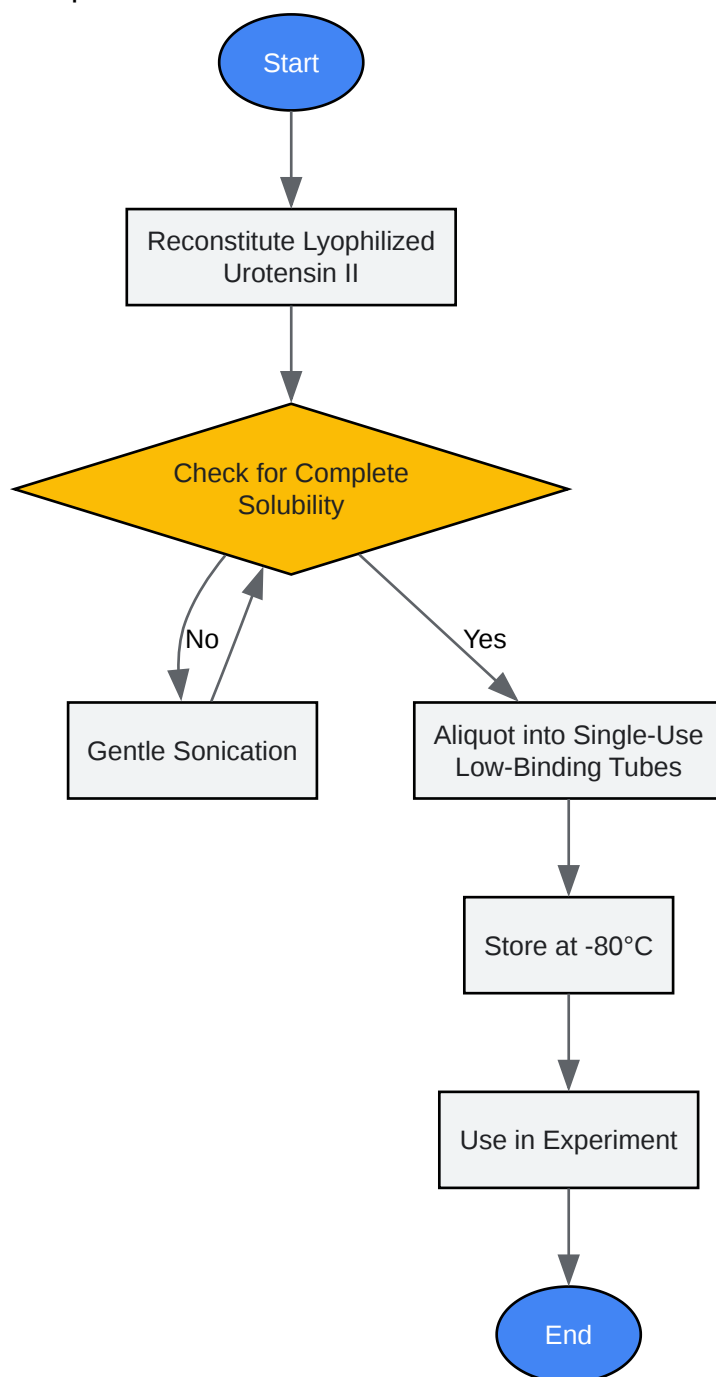 Start
Reconstitute Lyophilized
Urotensin II
Check for Complete
Solubility
No
Yes
Gentle Sonication
Aliquot into Single-Use
Low-Binding Tubes
Store at -80°C
Use in Experiment
End